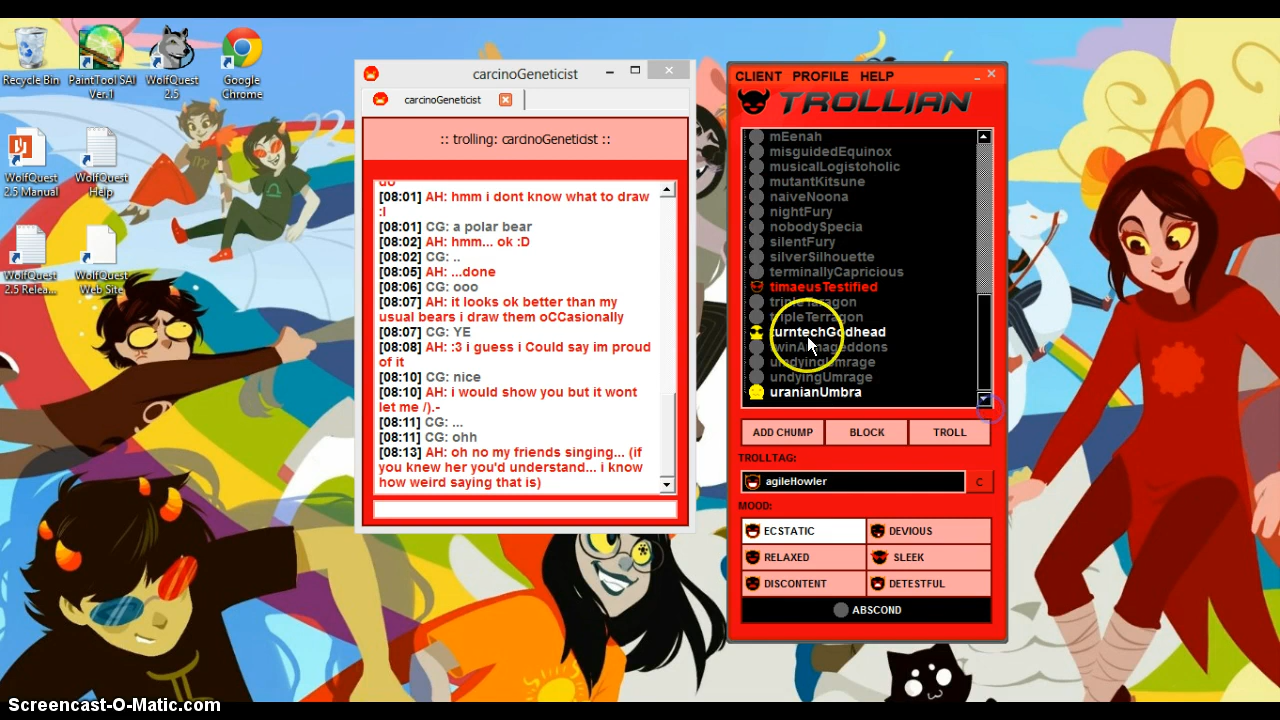 Recycle Bin
PaintTool SAI
Ver.1
WolfQuest
2.5
Google
Chrome
WolfQuest
2.5 Manual
WolfQuest
Help
WolfQuest
2.5 Relea...
WolfQuest
Web Site
carcinoGeneticist
carcinoGeneticist
:: trolling: carcinoGeneticist ::
do
[08:01] AH: hmm i dont know what to draw
:I
[08:01] CG: a polar bear
[08:02] AH: hmm... ok :D
[08:02] CG: ..
[08:05] AH: ...done
[08:06] CG: ooo
[08:07] AH: it looks ok better than my
usual bears i draw them oCCasionally
[08:07] CG: YE
[08:08] AH: :3 i guess i Could say im proud
of it
[08:10] CG: nice
[08:10] AH: i would show you but it wont
let me /).-
[08:11] CG: ...
[08:11] CG: ohh
[08:13] AH: oh no my friends singing... (if
you knew her you'd understand... i know
how weird saying that is)
CLIENT PROFILE HELP
TROLLIAN
mEenah
misguidedEquinox
musicalLogistoholic
mutantKitsune
naiveNoona
nightFury
nobodySpecia
silentFury
silverSilhouette
terminallyCapricious
timaeusTestified
tripleTaragon
tripleTerragon
turntechGodhead
twinArmageddons
umdyingUmrage
undyingUmrage
uranianUmbra
ADD CHUMP BLOCK TROLL
TROLLTAG:
agileHowler C
MOOD:
ECSTATIC DEVIOUS
RELAXED SLEEK
DISCONTENT DETESTFUL
ABSCOND
Screencast-O-Matic.com